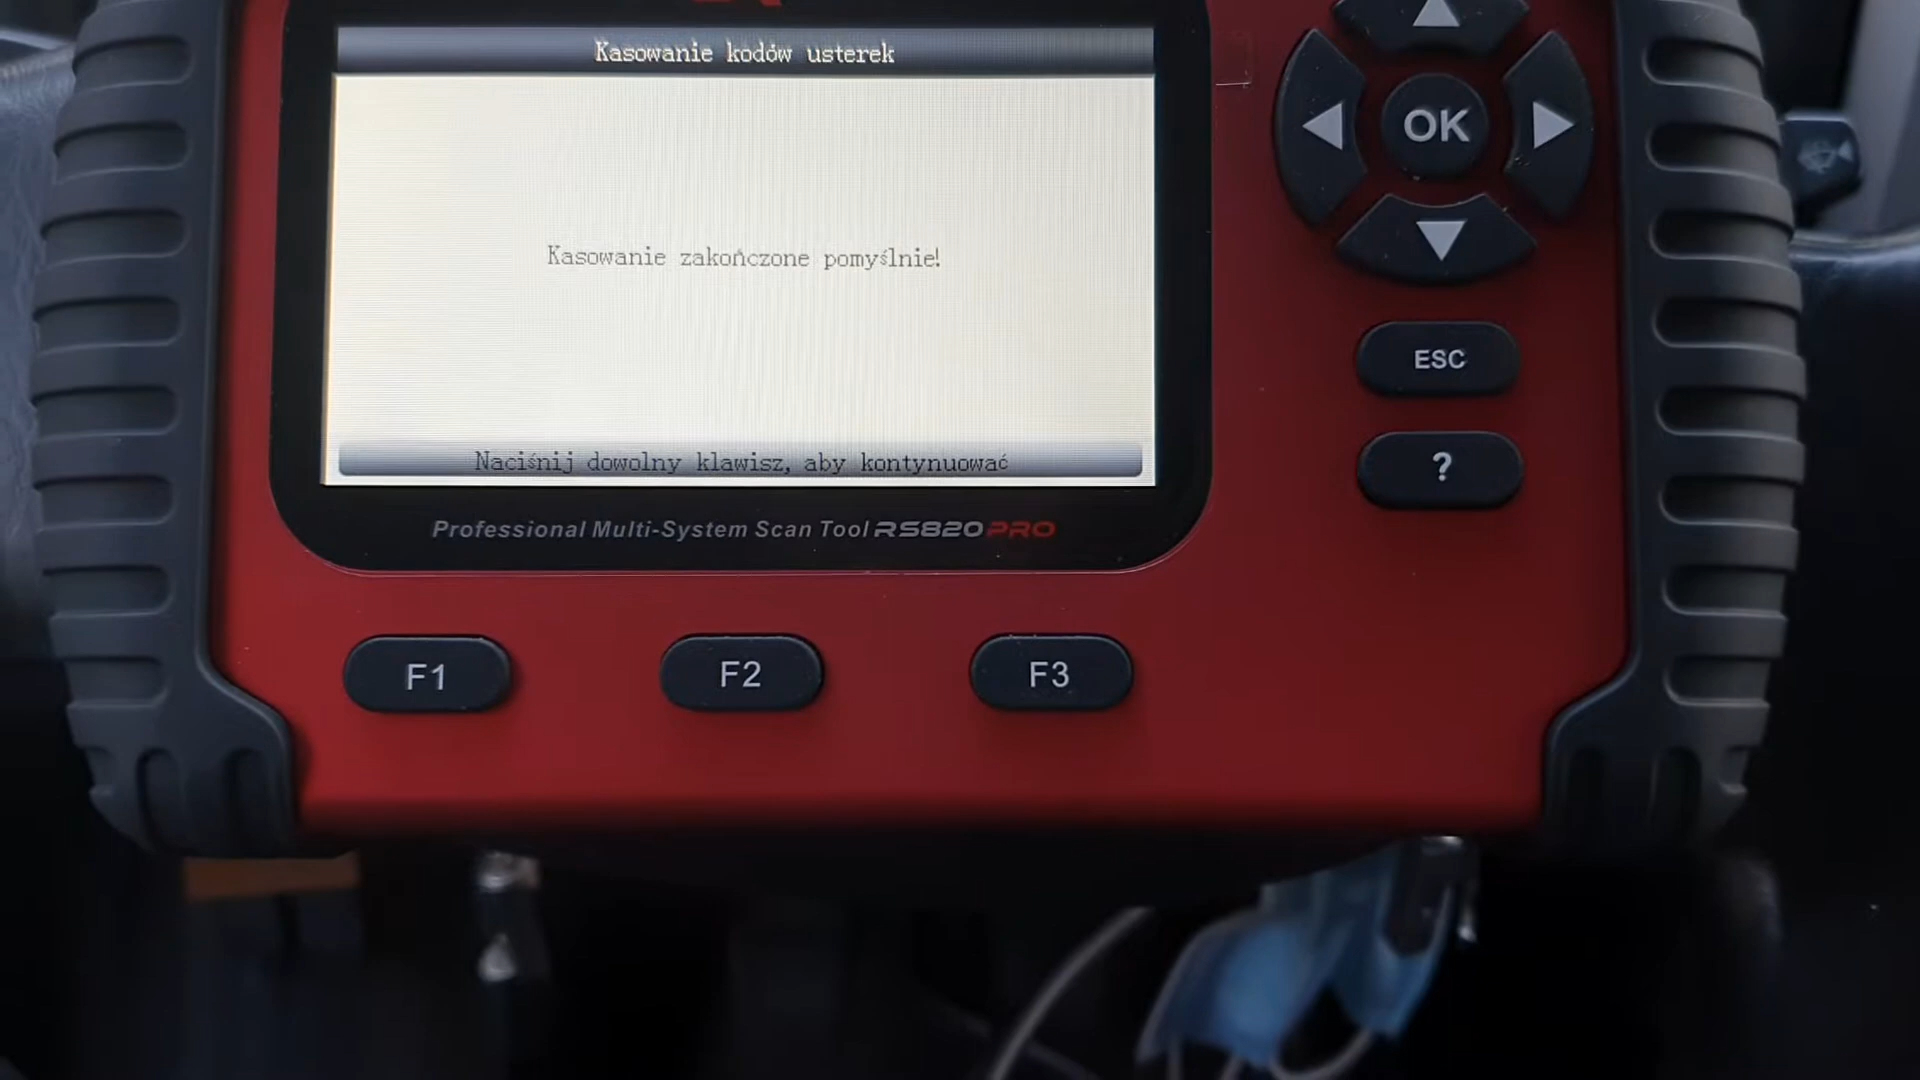 Kasowanie kodów usterek
Kasowanie zakończone pomyślnie!
Naciśnij dowolny klawisz, aby kontynuować
Professional Multi-System Scan Tool RS820PRO
OK
ESC
?
F1 F2 F3